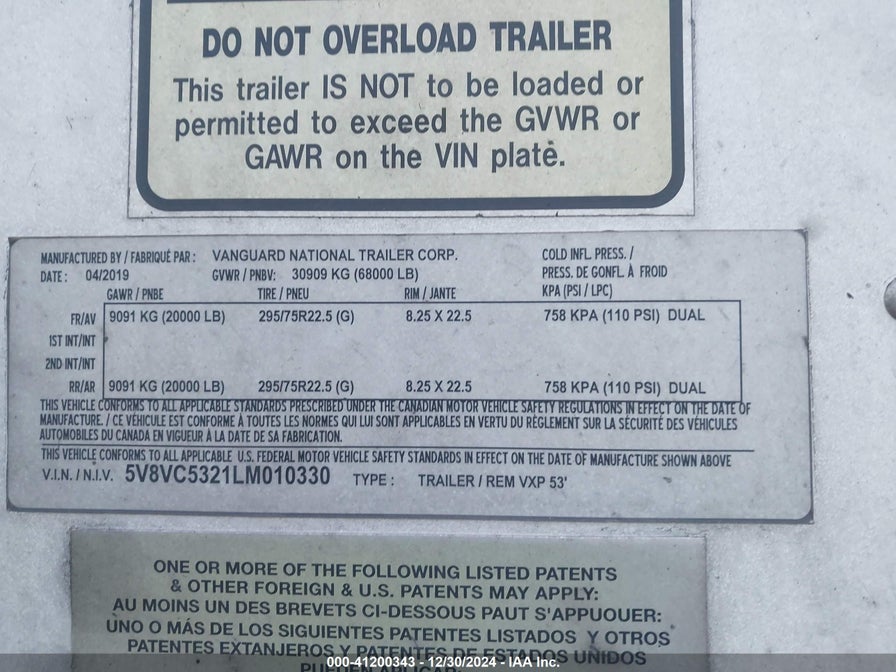 DO NOT OVERLOAD TRAILER
This trailer IS NOT to be loaded or
permitted to exceed the GVWR or
GAWR on the VIN plate.
MANUFACTURED BY / FABRIQUÉ PAR : VANGUARD NATIONAL TRAILER CORP. COLD INFL. PRESS. /
DATE : 04/2019 GVWR / PNBV: 30909 KG (68000 LB) PRESS. DE GONFL. À FROID
GAWR / PNBE TIRE / PNEU RIM / JANTE KPA (PSI / LPC)
FR/AV 9091 KG (20000 LB) 295/75R22.5 (G) 8.25 X 22.5 758 KPA (110 PSI) DUAL
1ST INT/INT
2ND INT/INT
RR/AR 9091 KG (20000 LB) 295/75R22.5 (G) 8.25 X 22.5 758 KPA (110 PSI) DUAL
THIS VEHICLE CONFORMS TO ALL APPLICABLE STANDARDS PRESCRIBED UNDER THE CANADIAN MOTOR VEHICLE SAFETY REGULATIONS IN EFFECT ON THE DATE OF
MANUFACTURE. / CE VÉHICULE EST CONFORME À TOUTES LES NORMES QUI LUI SONT APPLICABLES EN VERTU DU RÈGLEMENT SUR LA SÉCURITÉ DES VÉHICULES
AUTOMOBILES DU CANADA EN VIGUEUR À LA DATE DE SA FABRICATION.
THIS VEHICLE CONFORMS TO ALL APPLICABLE U.S. FEDERAL MOTOR VEHICLE SAFETY STANDARDS IN EFFECT ON THE DATE OF MANUFACTURE SHOWN ABOVE
V.I.N. / N.I.V. 5V8VC5321LM010330 TYPE : TRAILER / REM VXP 53'
ONE OR MORE OF THE FOLLOWING LISTED PATENTS
& OTHER FOREIGN & U.S. PATENTS MAY APPLY:
AU MOINS UN DES BREVETS CI-DESSOUS PAUT S'APPUOUER:
UNO O MÁS DE LOS SIGUIENTES PATENTES LISTADOS Y OTROS
PATENTES EXTANJEROS Y PATENTES DE ESTADOS UNIDOS
000-41200343 - 12/30/2024 - IAA Inc.